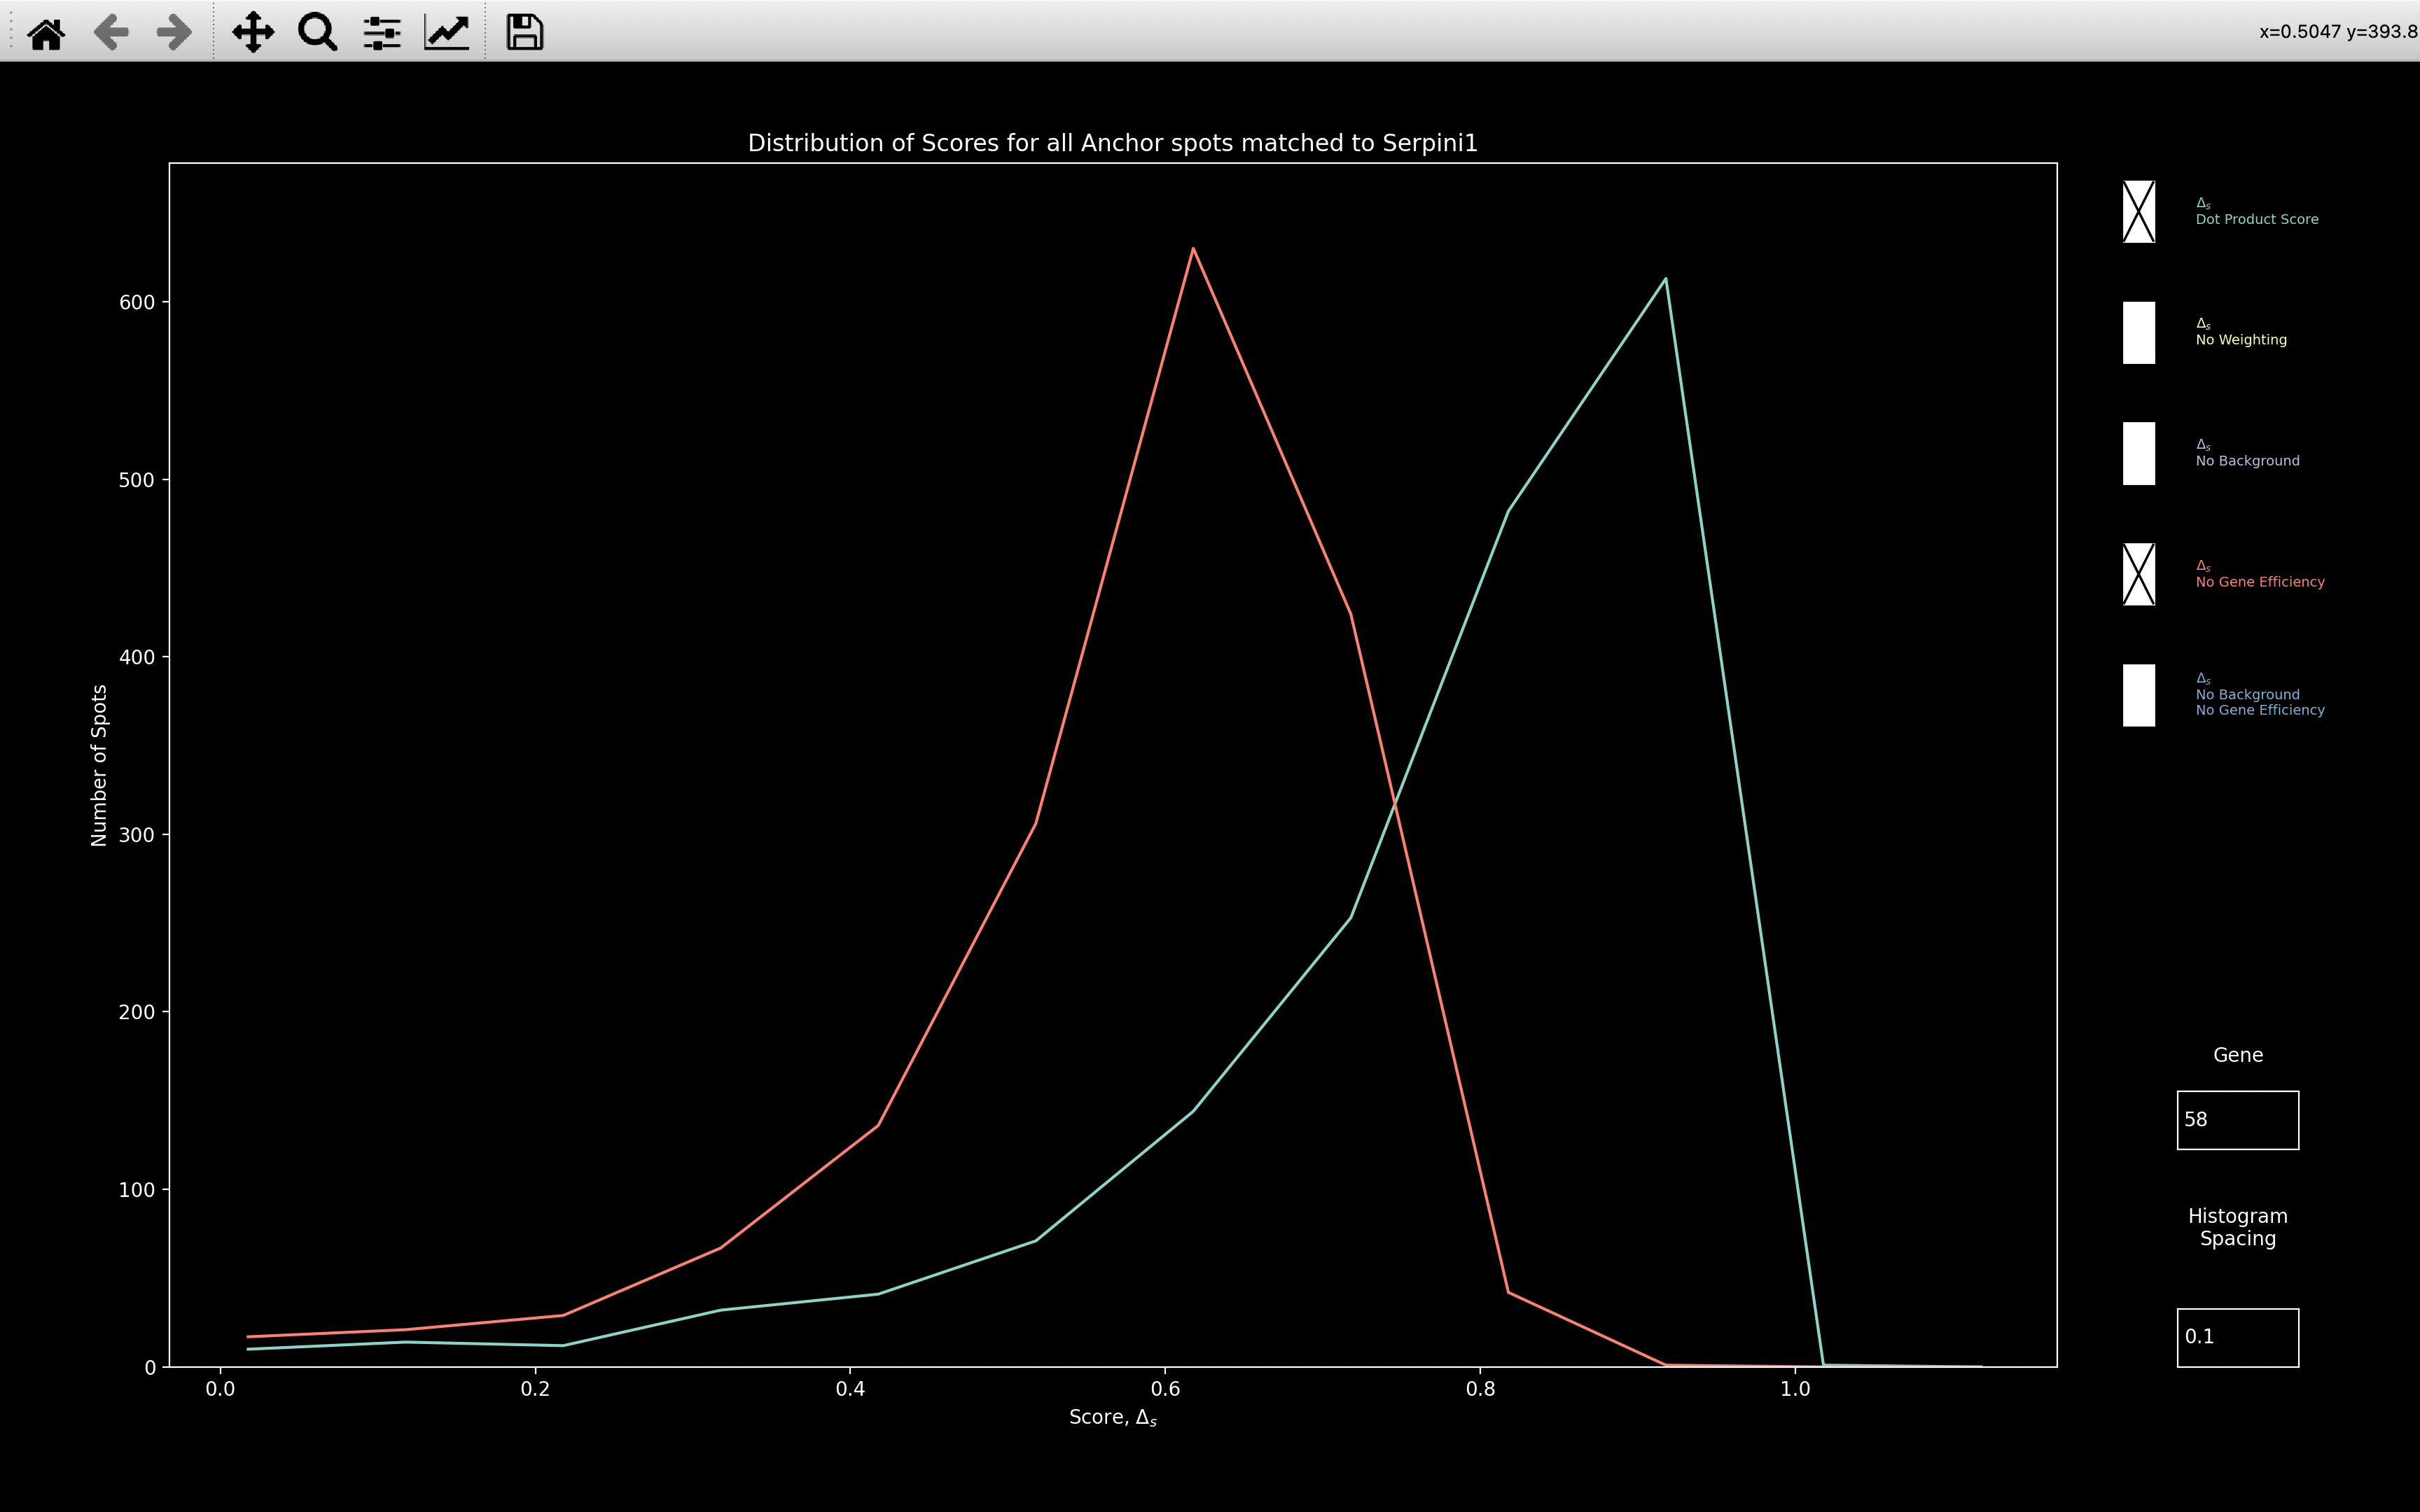 x=0.5047 y=393.8
Distribution of Scores for all Anchor spots matched to Serpini1
600
500
400
300
200
100
0
Number of Spots
0.0 0.2 0.4 0.6 0.8 1.0
Score, Δs
Δs
Dot Product Score
Δs
No Weighting
Δs
No Background
Δs
No Gene Efficiency
Δs
No Background
No Gene Efficiency
Gene
58
Histogram
Spacing
0.1